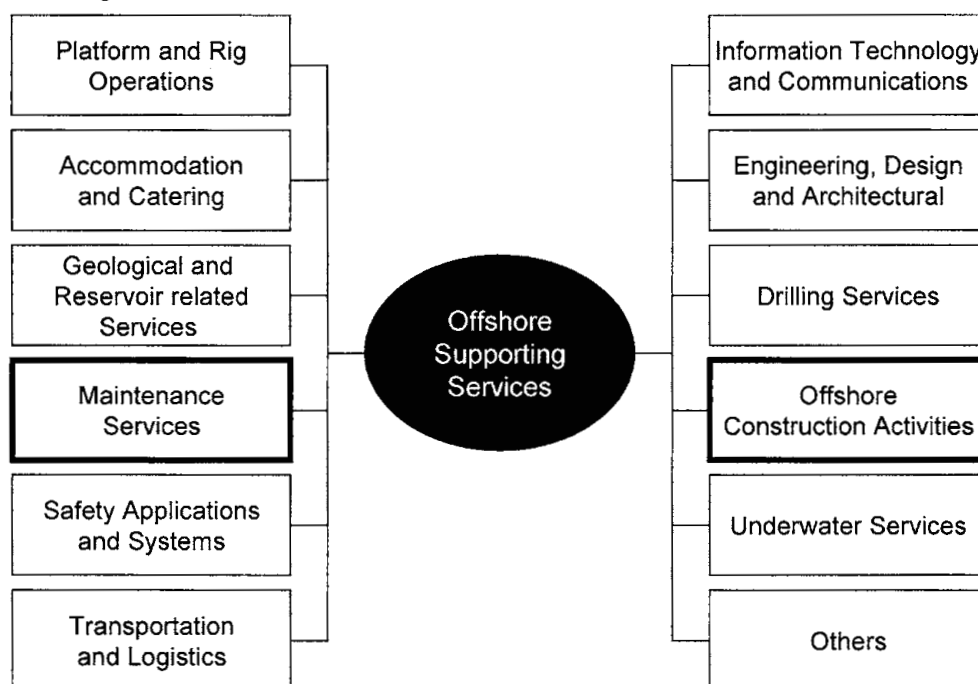 Platform and Rig
Operations
Accommodation
and Catering
Geological and
Reservoir related
Services
Maintenance
Services
Safety Applications
and Systems
Transportation
and Logistics
Offshore
Supporting
Services
Information Technology
and Communications
Engineering, Design
and Architectural
Drilling Services
Offshore
Construction Activities
Underwater Services
Others